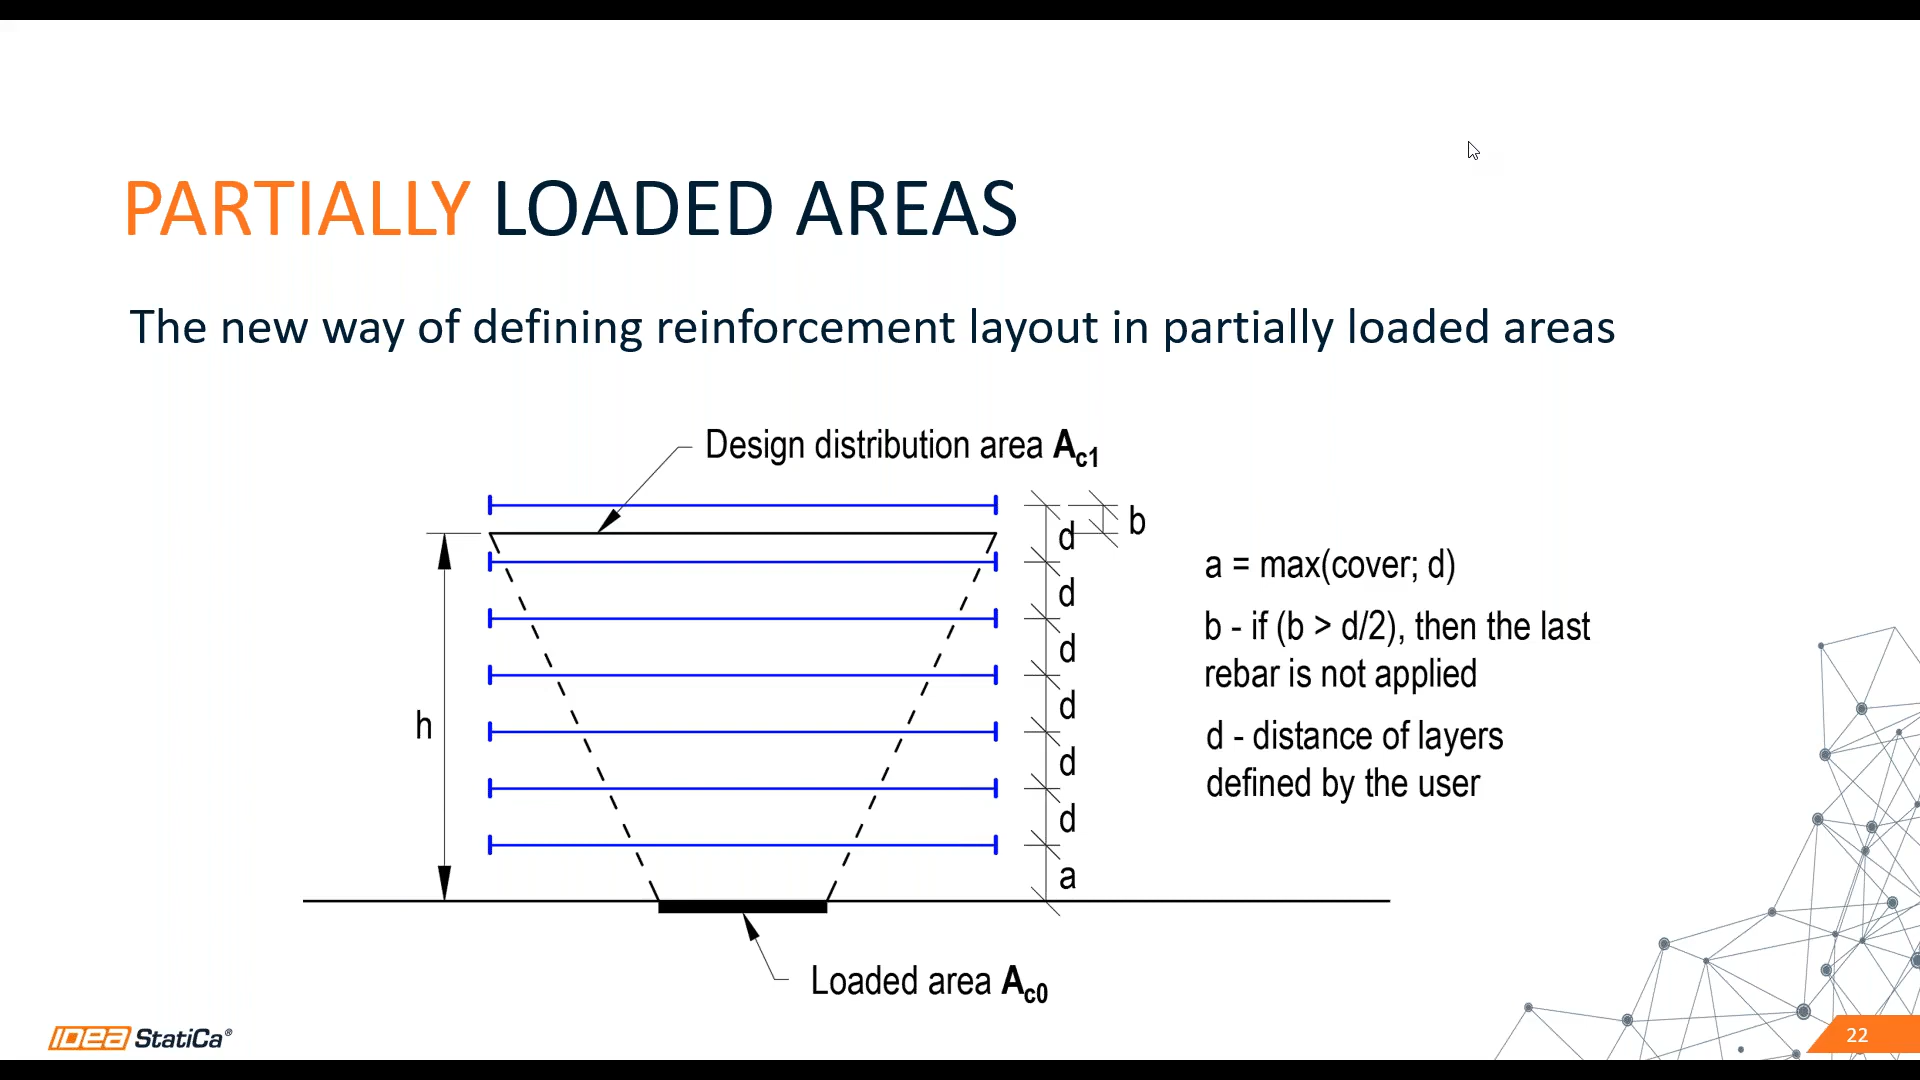 PARTIALLY LOADED AREAS
The new way of defining reinforcement layout in partially loaded areas
Design distribution area Ac1
b
d
a = max(cover; d)
d
b - if (b > d/2), then the last
d
rebar is not applied
h
d
d - distance of layers
d
defined by the user
d
a
Loaded area Ac0
IDEA StatiCa®
22